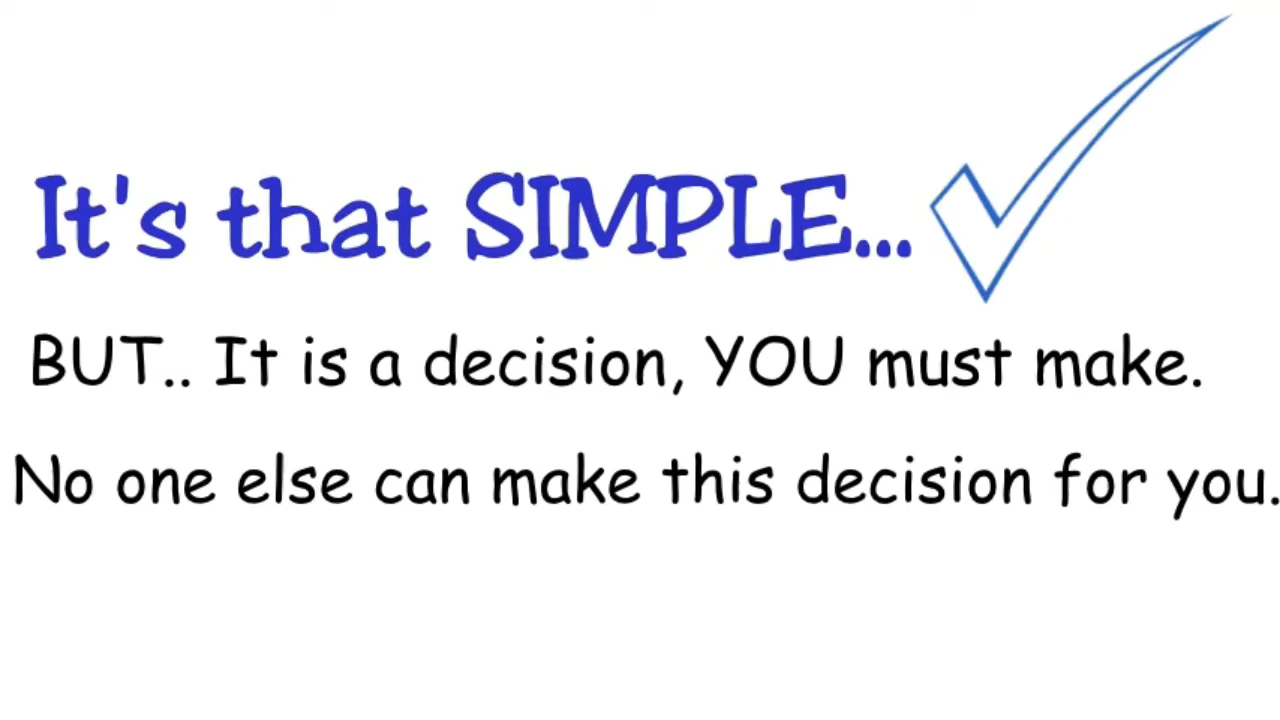 It's that SIMPLE...
BUT.. It is a decision, YOU must make.
No one else can make this decision for you.